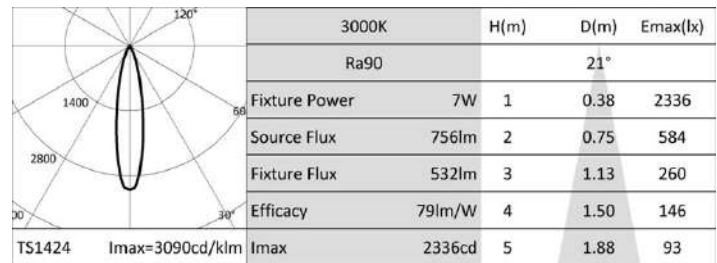 120°
1400
60
2800
30°
TS1424 Imax=3090cd/klm
3000K H(m) D(m) Emax(lx)
Ra90 21°
Fixture Power 7W 1 0.38 2336
Source Flux 756lm 2 0.75 584
Fixture Flux 532lm 3 1.13 260
Efficacy 79lm/W 4 1.50 146
Imax 2336cd 5 1.88 93